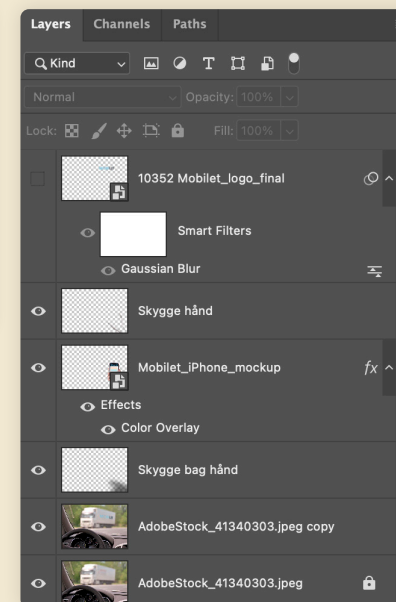 Layers Channels Paths
Kind
Normal Opacity: 100%
Lock: Fill: 100%
10352 Mobilet_logo_final
Smart Filters
Gaussian Blur
Skygge hånd
Mobilet_iPhone_mockup fx
Effects
Color Overlay
Skygge bag hånd
AdobeStock_41340303.jpeg copy
AdobeStock_41340303.jpeg